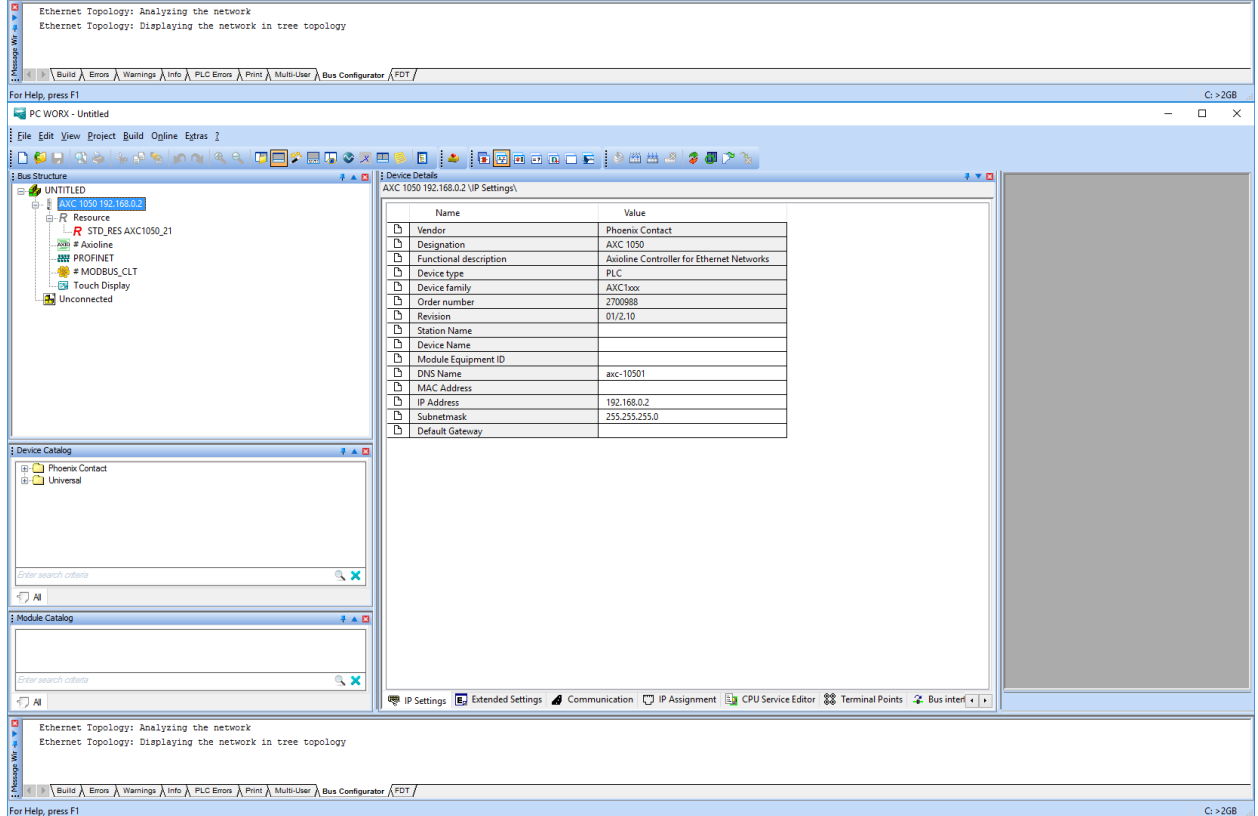 Ethernet Topology: Analyzing the network
Ethernet Topology: Displaying the network in tree topology
Build Errors Warnings Info PLC Errors Print Multi-User Bus Configurator FDT
For Help, press F1 C: >2GB
PC WORX - Untitled
File Edit View Project Build Online Extras ?
Bus Structure
UNTITLED
AXC 1050 192.168.0.2
Resource
STD_RES AXC1050_21
# Axioline
PROFINET
# MODBUS_CLT
Touch Display
Unconnected
Device Catalog
Phoenix Contact
Universal
Enter search criteria
All
Module Catalog
Enter search criteria
All
Device Details
AXC 1050 192.168.0.2 \IP Settings\
Name Value
Vendor Phoenix Contact
Designation AXC 1050
Functional description Axioline Controller for Ethernet Networks
Device type PLC
Device family AXC1xxx
Order number 2700988
Revision 01/2.10
Station Name
Device Name
Module Equipment ID
DNS Name axc-10501
MAC Address
IP Address 192.168.0.2
Subnetmask 255.255.255.0
Default Gateway
IP Settings Extended Settings Communication IP Assignment CPU Service Editor Terminal Points Bus interf
Ethernet Topology: Analyzing the network
Ethernet Topology: Displaying the network in tree topology
Build Errors Warnings Info PLC Errors Print Multi-User Bus Configurator FDT
For Help, press F1 C: >2GB